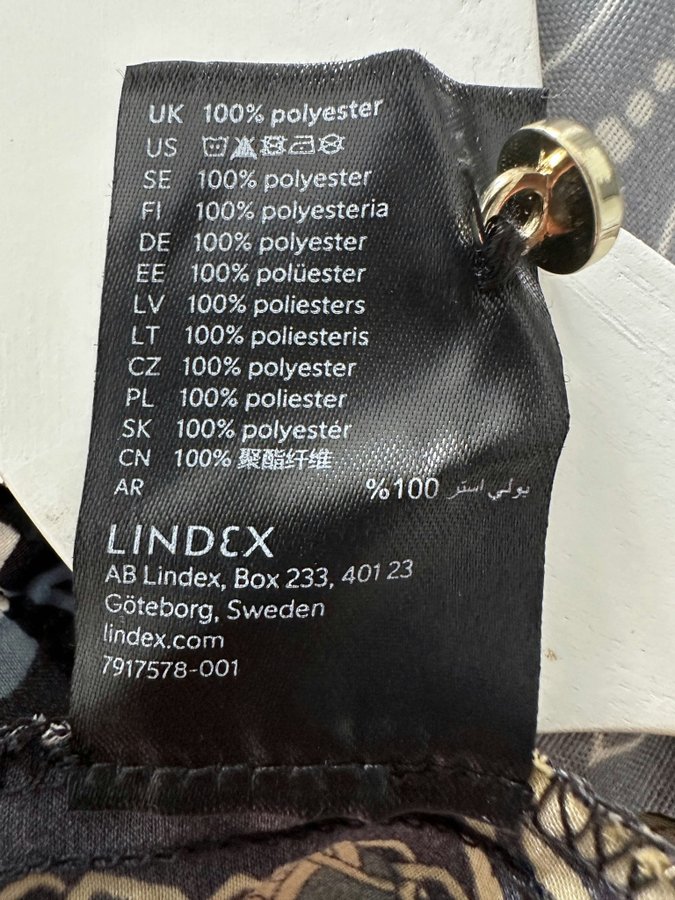 UK 100% polyester
US
SE 100% polyester
FI 100% polyesteria
DE 100% polyester
EE 100% polüester
LV 100% poliesters
LT 100% poliesteris
CZ 100% polyester
PL 100% poliester
SK 100% polyestér
CN 100% 聚酯纤维
AR %100 بولي استر
LINDEX
AB Lindex, Box 233, 401 23
Göteborg, Sweden
lindex.com
7917578-001